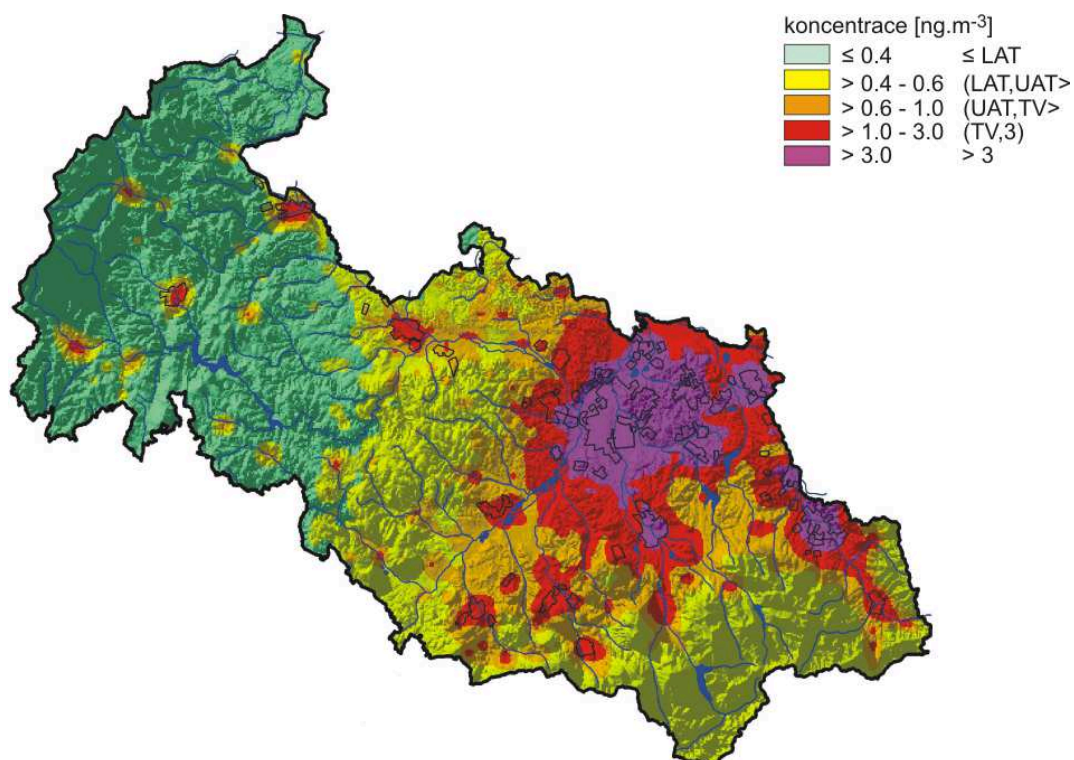 koncentrace [ng.m-3]
≤ 0.4 ≤ LAT
> 0.4 - 0.6 (LAT,UAT>
> 0.6 - 1.0 (UAT,TV>
> 1.0 - 3.0 (TV,3)
> 3.0 > 3